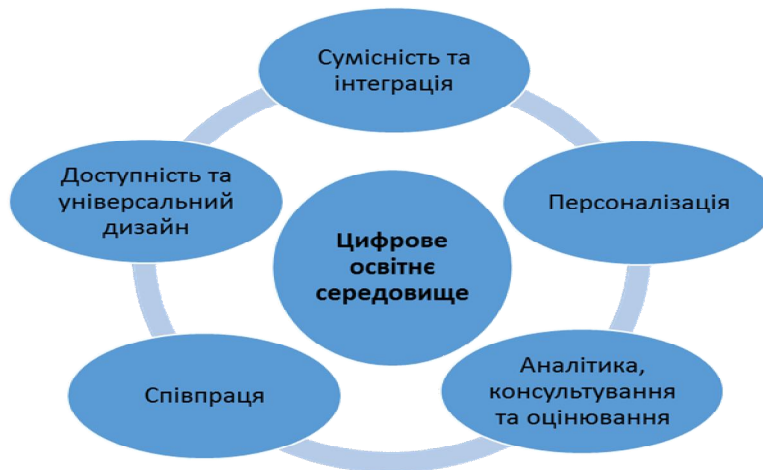 Сумісність та
інтеграція
Доступність та
універсальний
дизайн
Персоналізація
Цифрове
освітнє
середовище
Співпраця
Аналітика,
консультування
та оцінювання